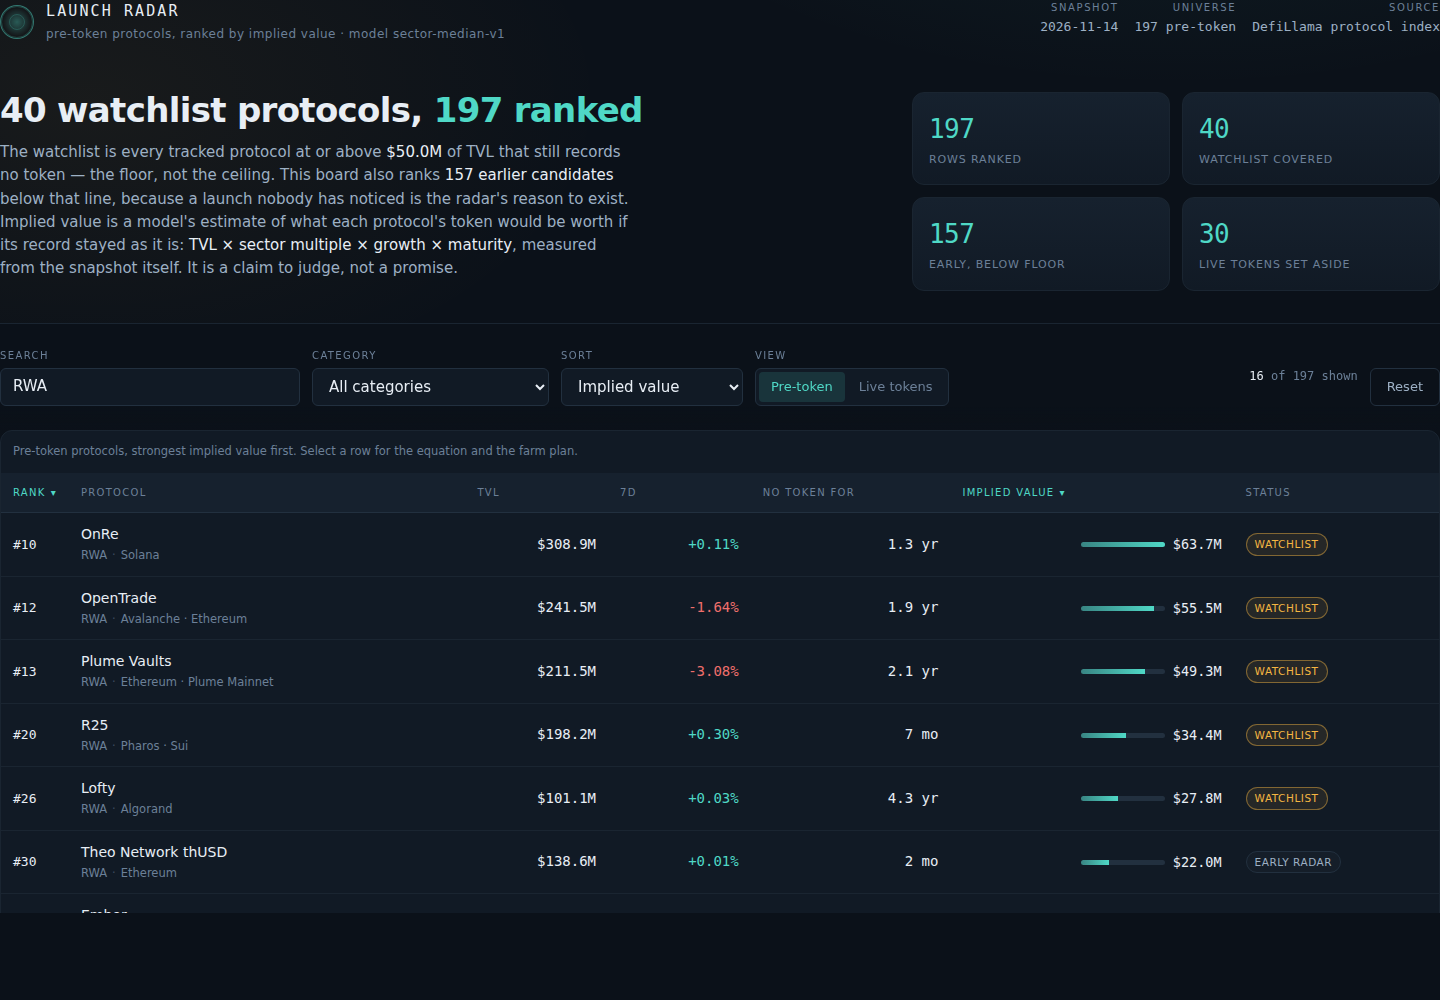 LAUNCH RADAR
pre-token protocols, ranked by implied value · model sector-median-v1
SNAPSHOT
2026-11-14
UNIVERSE
197 pre-token
SOURCE
DefiLlama protocol index
40 watchlist protocols, 197 ranked
The watchlist is every tracked protocol at or above $50.0M of TVL that still records
no token — the floor, not the ceiling. This board also ranks 157 earlier candidates
below that line, because a launch nobody has noticed is the radar's reason to exist.
Implied value is a model's estimate of what each protocol's token would be worth if
its record stayed as it is: TVL × sector multiple × growth × maturity, measured
from the snapshot itself. It is a claim to judge, not a promise.
197
ROWS RANKED
40
WATCHLIST COVERED
157
EARLY, BELOW FLOOR
30
LIVE TOKENS SET ASIDE
SEARCH
RWA
CATEGORY
All categories
SORT
Implied value
VIEW
Pre-token Live tokens
16 of 197 shown
Reset
Pre-token protocols, strongest implied value first. Select a row for the equation and the farm plan.
RANK ▾ PROTOCOL TVL 7D NO TOKEN FOR IMPLIED VALUE ▾ STATUS
#10 OnRe $308.9M +0.11% 1.3 yr $63.7M WATCHLIST
RWA · Solana
#12 OpenTrade $241.5M -1.64% 1.9 yr $55.5M WATCHLIST
RWA · Avalanche · Ethereum
#13 Plume Vaults $211.5M -3.08% 2.1 yr $49.3M WATCHLIST
RWA · Ethereum · Plume Mainnet
#20 R25 $198.2M +0.30% 7 mo $34.4M WATCHLIST
RWA · Pharos · Sui
#26 Lofty $101.1M +0.03% 4.3 yr $27.8M WATCHLIST
RWA · Algorand
#30 Theo Network thUSD $138.6M +0.01% 2 mo $22.0M EARLY RADAR
RWA · Ethereum